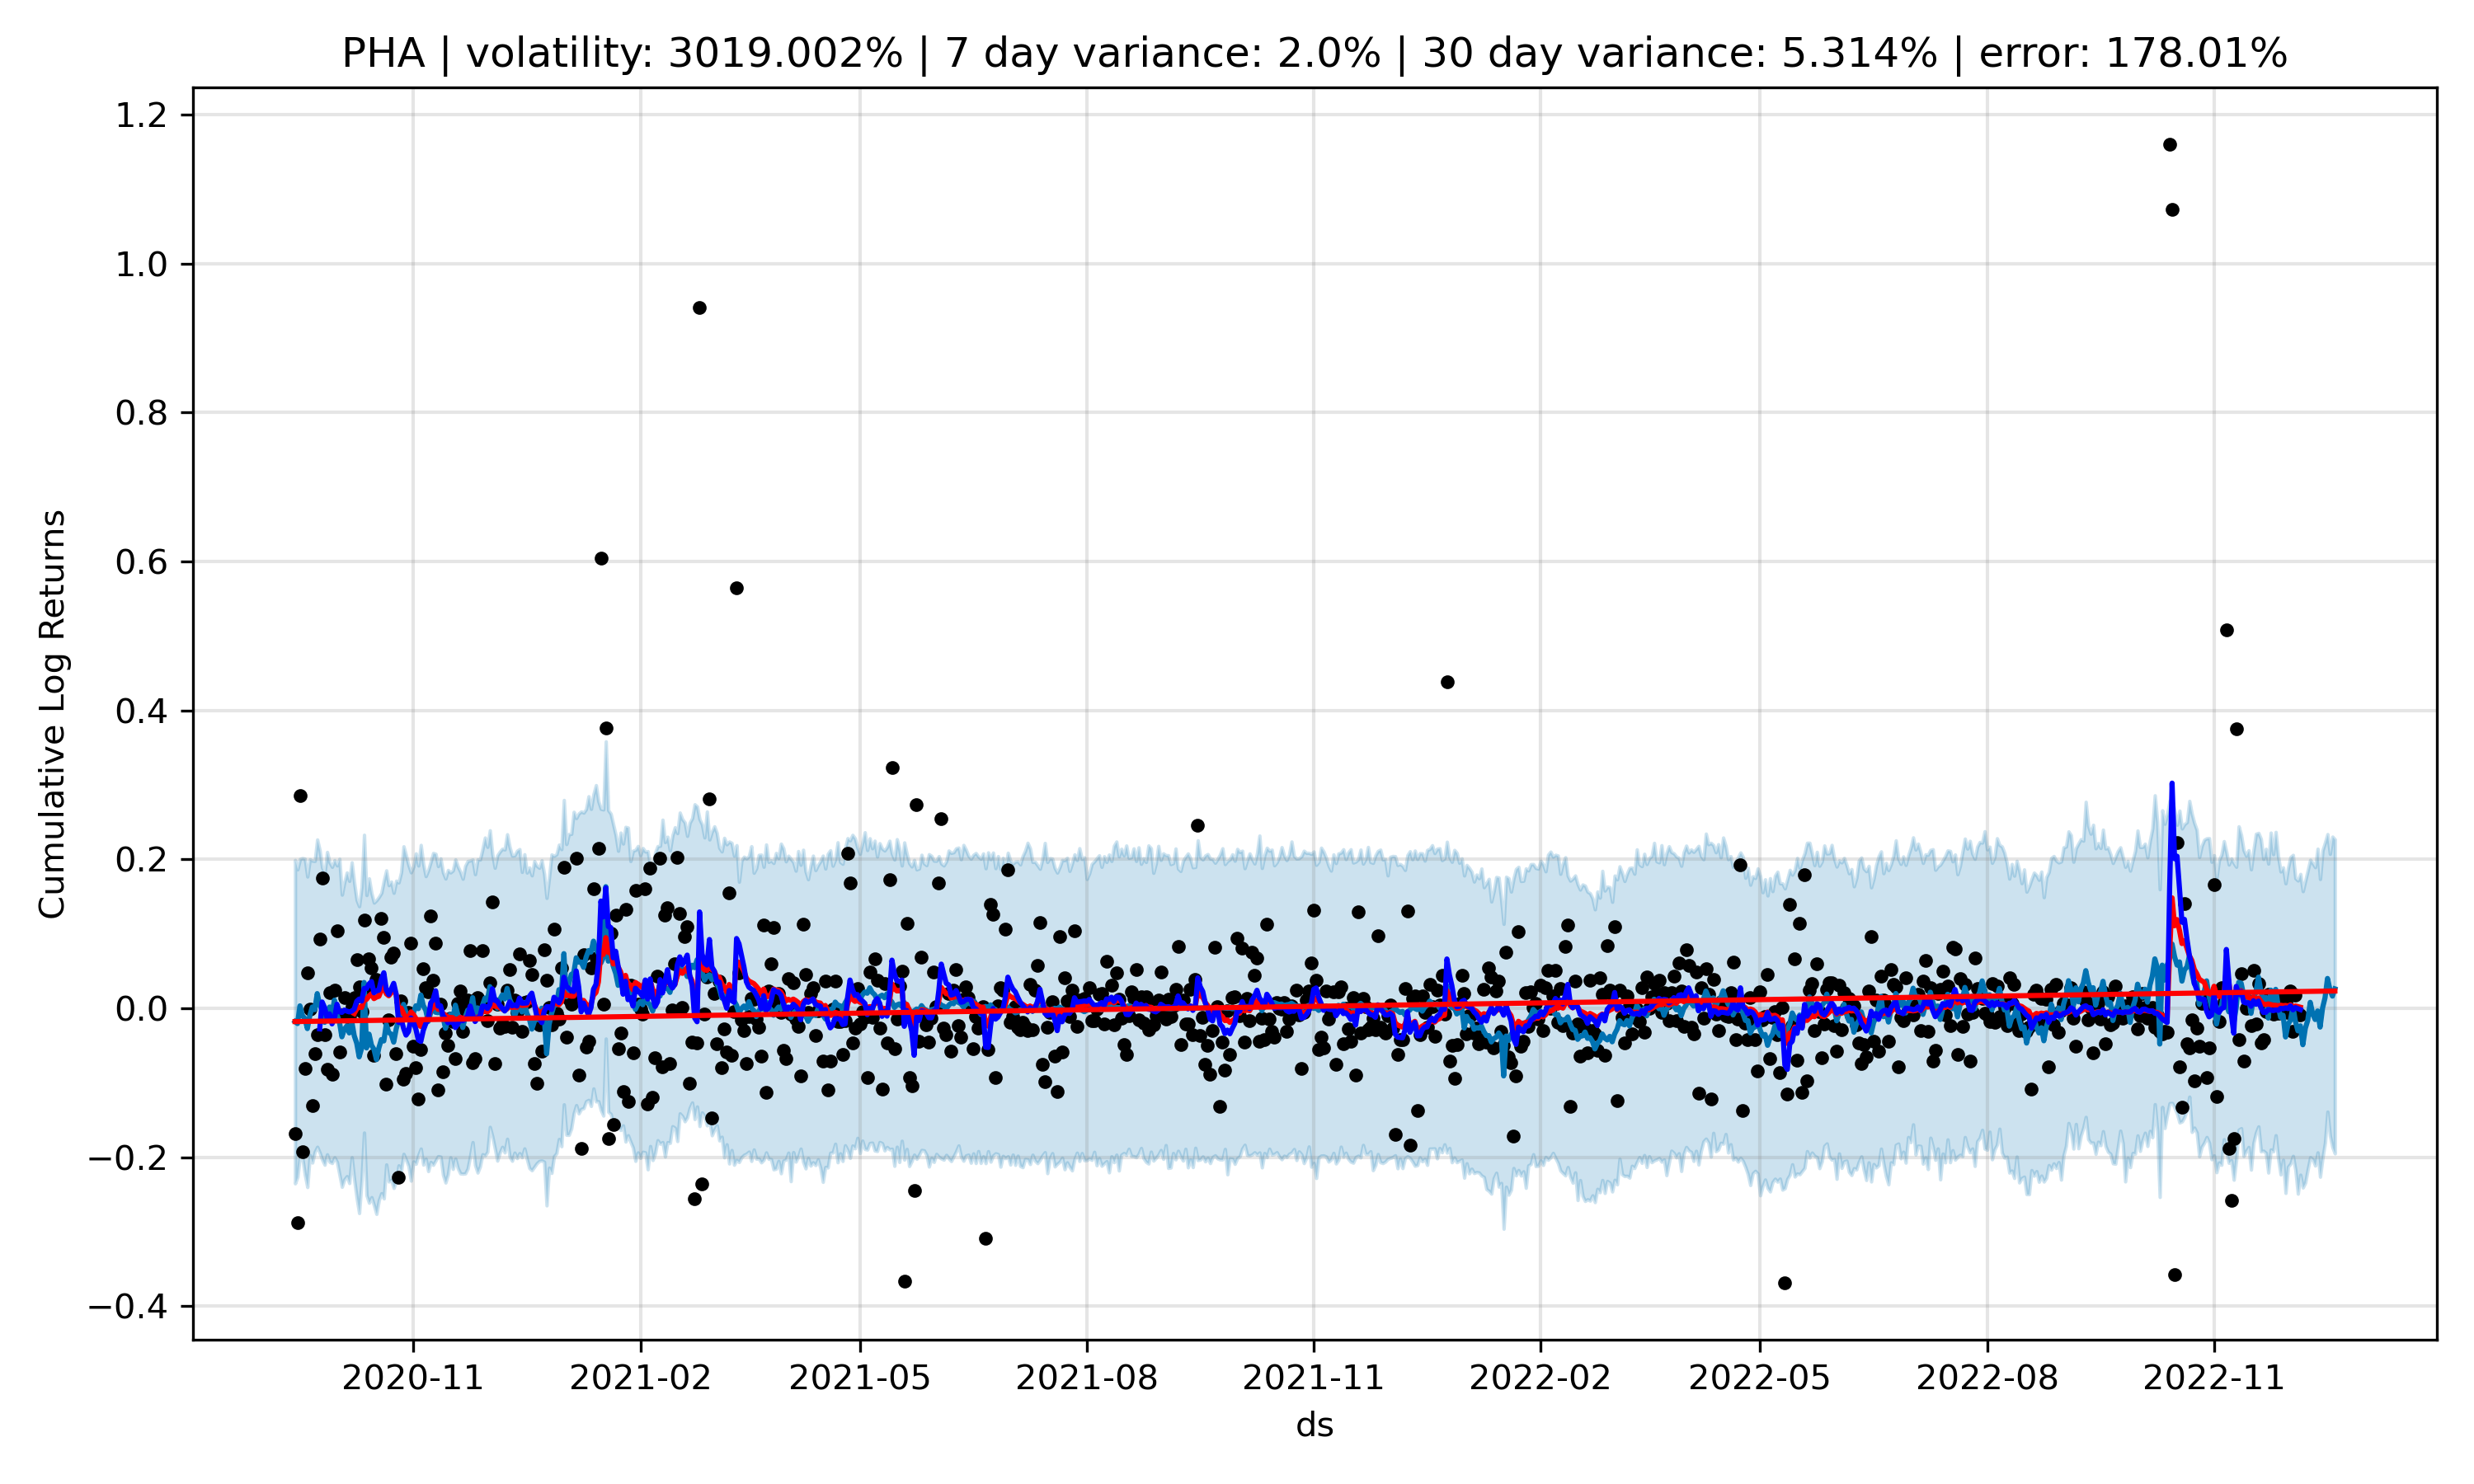 PHA | volatility: 3019.002% | 7 day variance: 2.0% | 30 day variance: 5.314% | error: 178.01%
1.2
1.0
0.8
0.6
0.4
0.2
0.0
−0.2
−0.4
Cumulative Log Returns
2020-11 2021-02 2021-05 2021-08 2021-11 2022-02 2022-05 2022-08 2022-11
ds